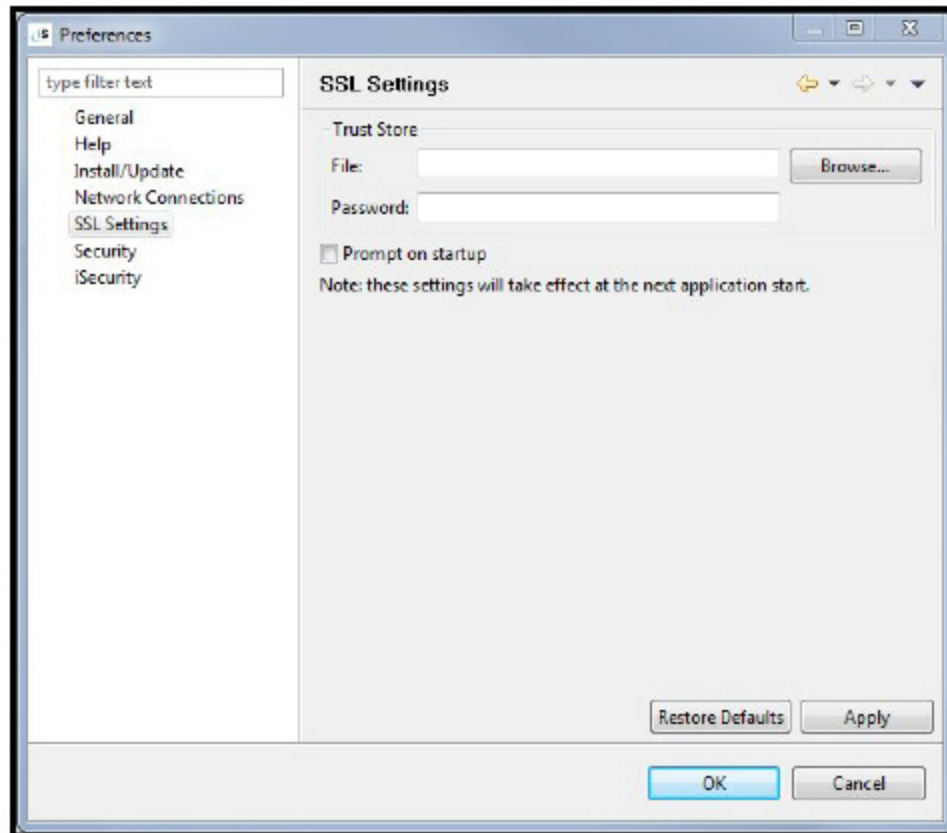 Preferences
type filter text
General
Help
Install/Update
Network Connections
SSL Settings
Security
iSecurity
SSL Settings
Trust Store
File:
Browse...
Password:
Prompt on startup
Note: these settings will take effect at the next application start.
Restore Defaults
Apply
OK
Cancel